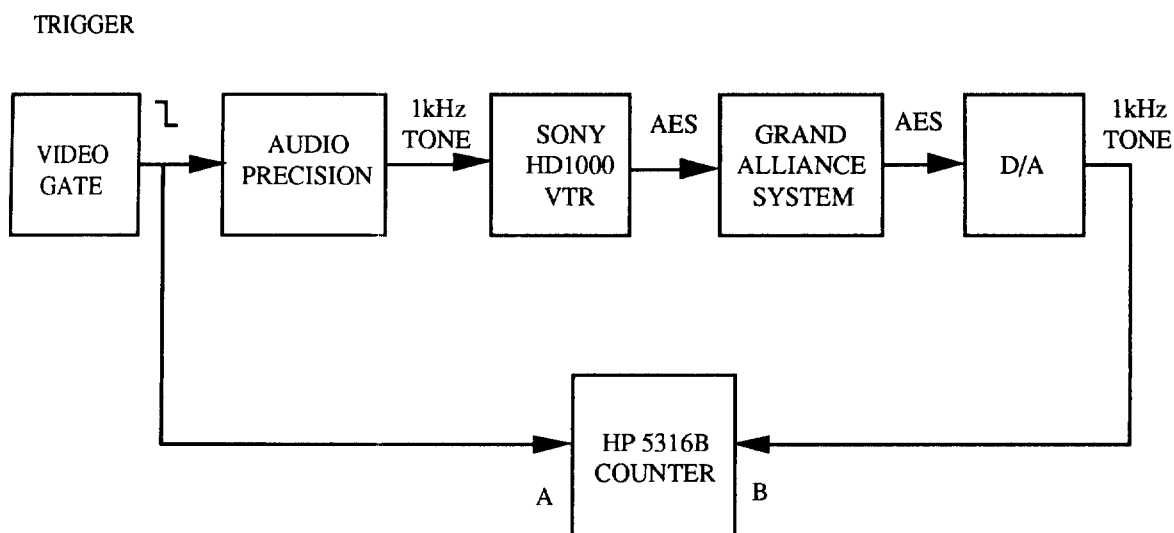 TRIGGER
VIDEO
GATE
AUDIO
PRECISION
1kHz
TONE
SONY
HD1000
VTR
AES
GRAND
ALLIANCE
SYSTEM
AES
D/A
1kHz
TONE
HP 5316B
COUNTER
A
B